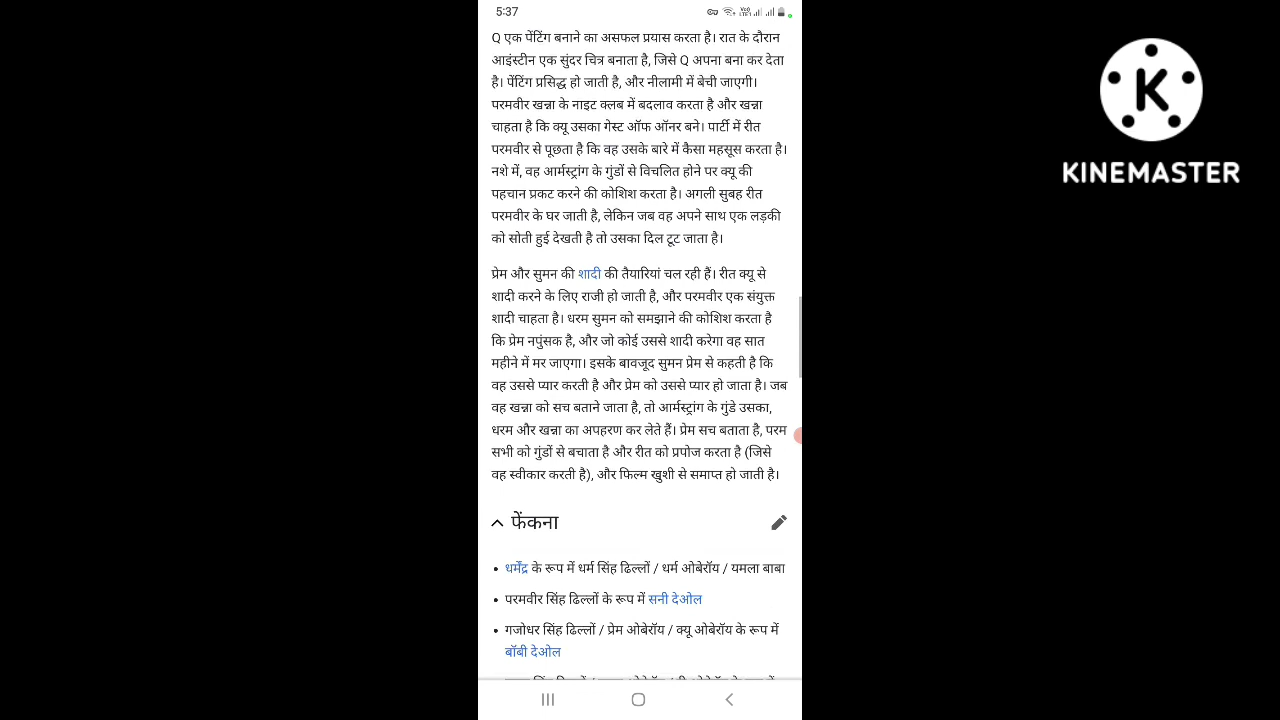 5:37
Q एक पेंटिंग बनाने का असफल प्रयास करता है। रात के दौरान
आइंस्टीन एक सुंदर चित्र बनाता है, जिसे Q अपना बना कर देता
है। पेंटिंग प्रसिद्ध हो जाती है, और नीलामी में बेची जाएगी।
परमवीर खन्ना के नाइट क्लब में बदलाव करता है और खन्ना
चाहता है कि क्यू उसका गेस्ट ऑफ ऑनर बने। पार्टी में रीत
परमवीर से पूछता है कि वह उसके बारे में कैसा महसूस करता है।
नशे में, वह आर्मस्ट्रांग के गुंडों से विचलित होने पर क्यू की
पहचान प्रकट करने की कोशिश करता है। अगली सुबह रीत
परमवीर के घर जाती है, लेकिन जब वह अपने साथ एक लड़की
को सोती हुई देखती है तो उसका दिल टूट जाता है।
प्रेम और सुमन की शादी की तैयारियां चल रही हैं। रीत क्यू से
शादी करने के लिए राजी हो जाती है, और परमवीर एक संयुक्त
शादी चाहता है। धरम सुमन को समझाने की कोशिश करता है
कि प्रेम नपुंसक है, और जो कोई उससे शादी करेगा वह सात
महीने में मर जाएगा। इसके बावजूद सुमन प्रेम से कहती है कि
वह उससे प्यार करती है और प्रेम को उससे प्यार हो जाता है। जब
वह खन्ना को सच बताने जाता है, तो आर्मस्ट्रांग के गुंडे उसका,
धरम और खन्ना का अपहरण कर लेते हैं। प्रेम सच बताता है, परम
सभी को गुंडों से बचाता है और रीत को प्रपोज करता है (जिसे
वह स्वीकार करती है), और फिल्म खुशी से समाप्त हो जाती है।
फेंकना
• धर्मेंद्र के रूप में धर्म सिंह ढिल्लों / धर्म ओबेरॉय / यमला बाबा
• परमवीर सिंह ढिल्लों के रूप में सनी देओल
• गजोधर सिंह ढिल्लों / प्रेम ओबेरॉय / क्यू ओबेरॉय के रूप में
बॉबी देओल
K
KINEMASTER